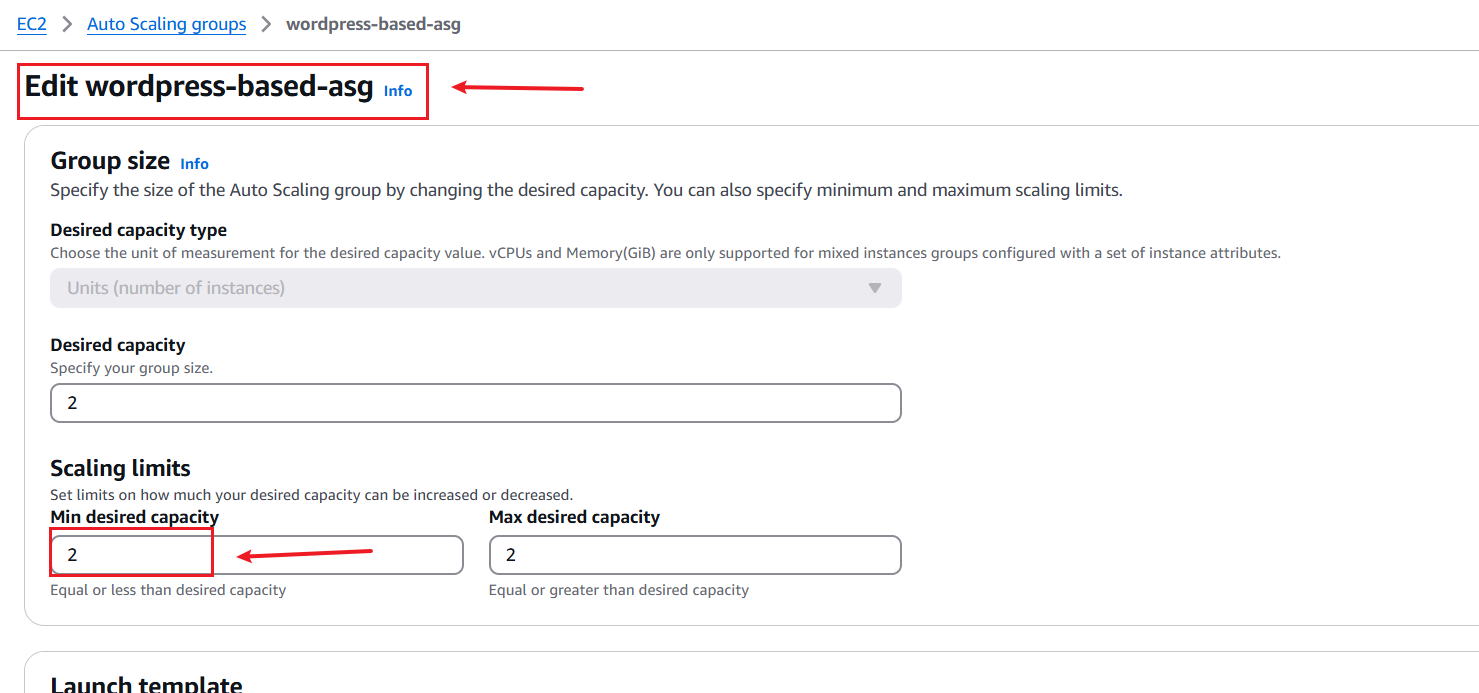 EC2 > Auto Scaling groups > wordpress-based-asg
Edit wordpress-based-asg Info
Group size Info
Specify the size of the Auto Scaling group by changing the desired capacity. You can also specify minimum and maximum scaling limits.
Desired capacity type
Choose the unit of measurement for the desired capacity value. vCPUs and Memory(GiB) are only supported for mixed instances groups configured with a set of instance attributes.
Units (number of instances)
Desired capacity
Specify your group size.
2
Scaling limits
Set limits on how much your desired capacity can be increased or decreased.
Min desired capacity
2
Equal or less than desired capacity
Max desired capacity
2
Equal or greater than desired capacity
Launch template